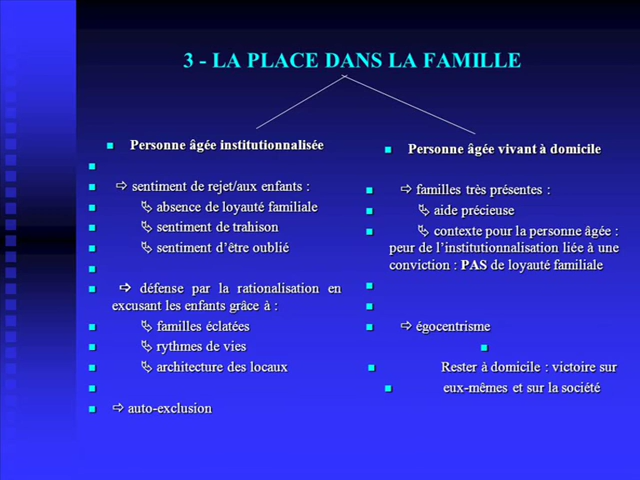 3 - LA PLACE DANS LA FAMILLE
Personne âgée institutionnalisée
⇨ sentiment de rejet/aux enfants :
⮡ absence de loyauté familiale
⮡ sentiment de trahison
⮡ sentiment d’être oublié
⇨ défense par la rationalisation en
excusant les enfants grâce à :
⮡ familles éclatées
⮡ rythmes de vies
⮡ architecture des locaux
⇨ auto-exclusion
Personne âgée vivant à domicile
⇨ familles très présentes :
⮡ aide précieuse
⮡ contexte pour la personne âgée :
peur de l’institutionnalisation liée à une
conviction : PAS de loyauté familiale
⇨ égocentrisme
Rester à domicile : victoire sur
eux-mêmes et sur la société